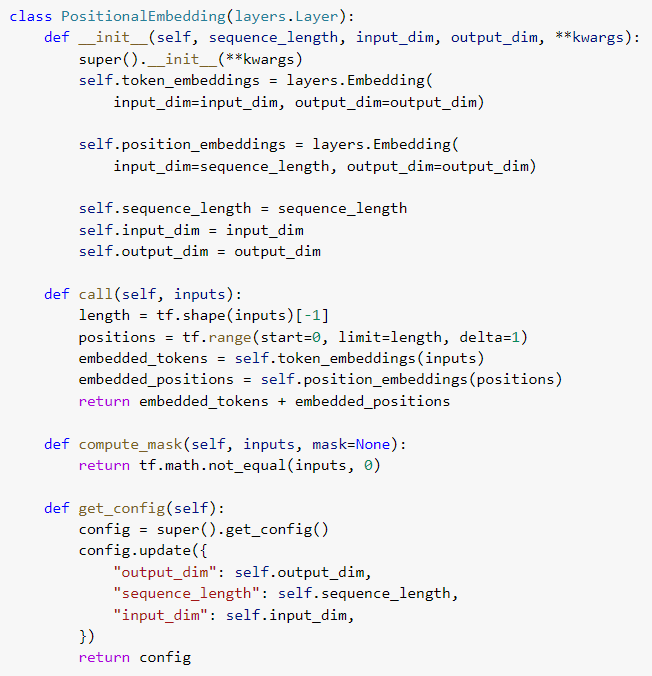 class PositionalEmbedding(layers.Layer):
    def __init__(self, sequence_length, input_dim, output_dim, **kwargs):
        super().__init__(**kwargs)
        self.token_embeddings = layers.Embedding(
            input_dim=input_dim, output_dim=output_dim)

        self.position_embeddings = layers.Embedding(
            input_dim=sequence_length, output_dim=output_dim)

        self.sequence_length = sequence_length
        self.input_dim = input_dim
        self.output_dim = output_dim

    def call(self, inputs):
        length = tf.shape(inputs)[-1]
        positions = tf.range(start=0, limit=length, delta=1)
        embedded_tokens = self.token_embeddings(inputs)
        embedded_positions = self.position_embeddings(positions)
        return embedded_tokens + embedded_positions

    def compute_mask(self, inputs, mask=None):
        return tf.math.not_equal(inputs, 0)

    def get_config(self):
        config = super().get_config()
        config.update({
            "output_dim": self.output_dim,
            "sequence_length": self.sequence_length,
            "input_dim": self.input_dim,
        })
        return config